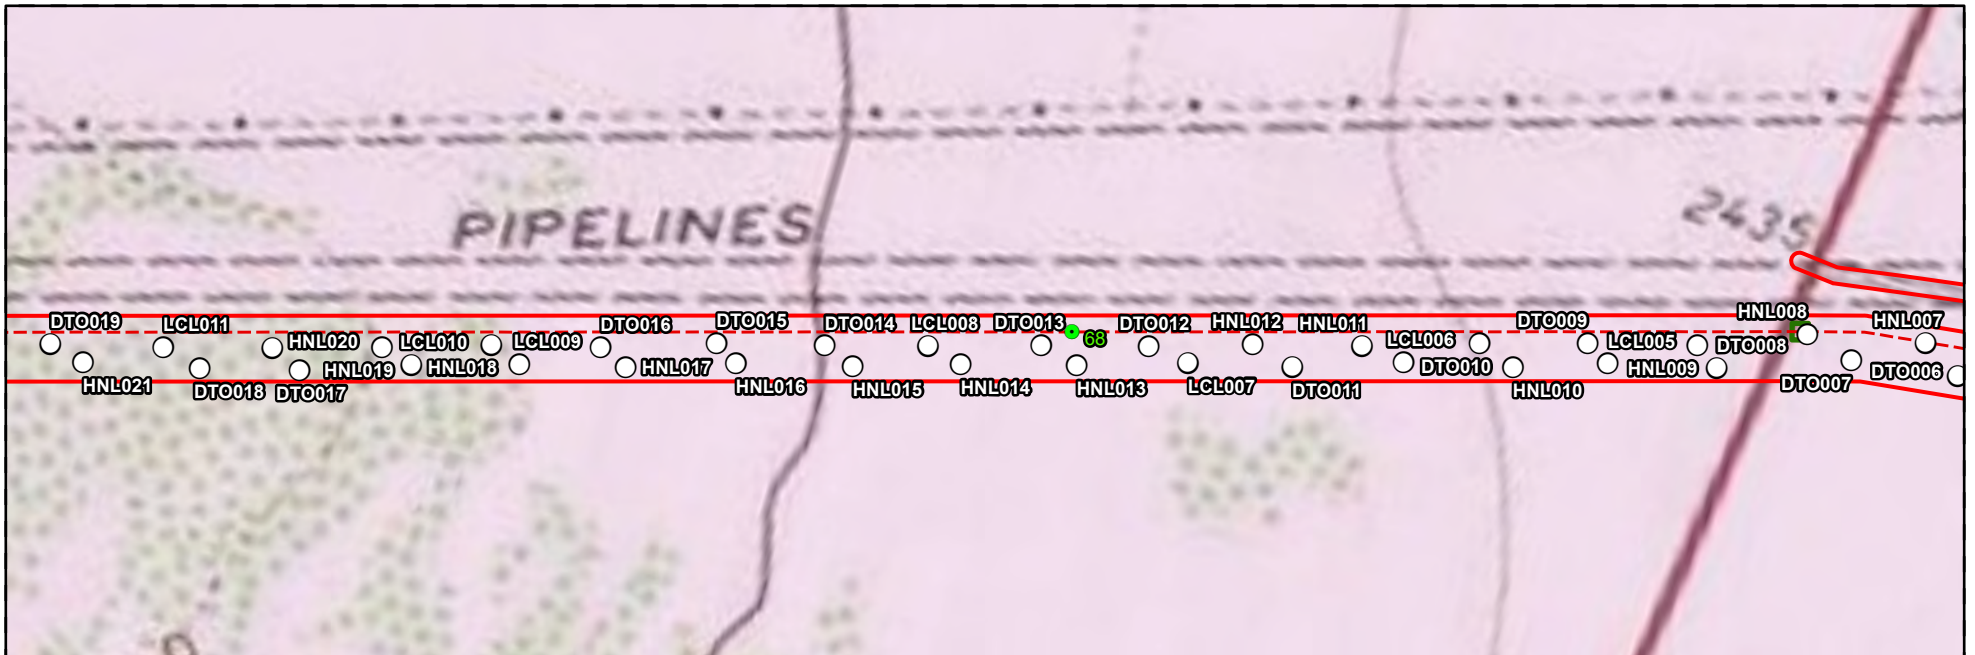 2435
PIPELINES
HNL008
DTO019
LCL011
DTO016
DTO015
DTO014
LCL008
DTO013
DTO012
HNL012
HNL011
DTO009
HNL007
68
HNL020
LCL010
LCL009
LCL006
LCL005
DTO008
HNL019
HNL018
HNL017
DTO010
HNL009
DTO006
HNL021
DTO018
DTO017
HNL016
HNL015
HNL014
HNL013
LCL007
DTO011
HNL010
DTO007